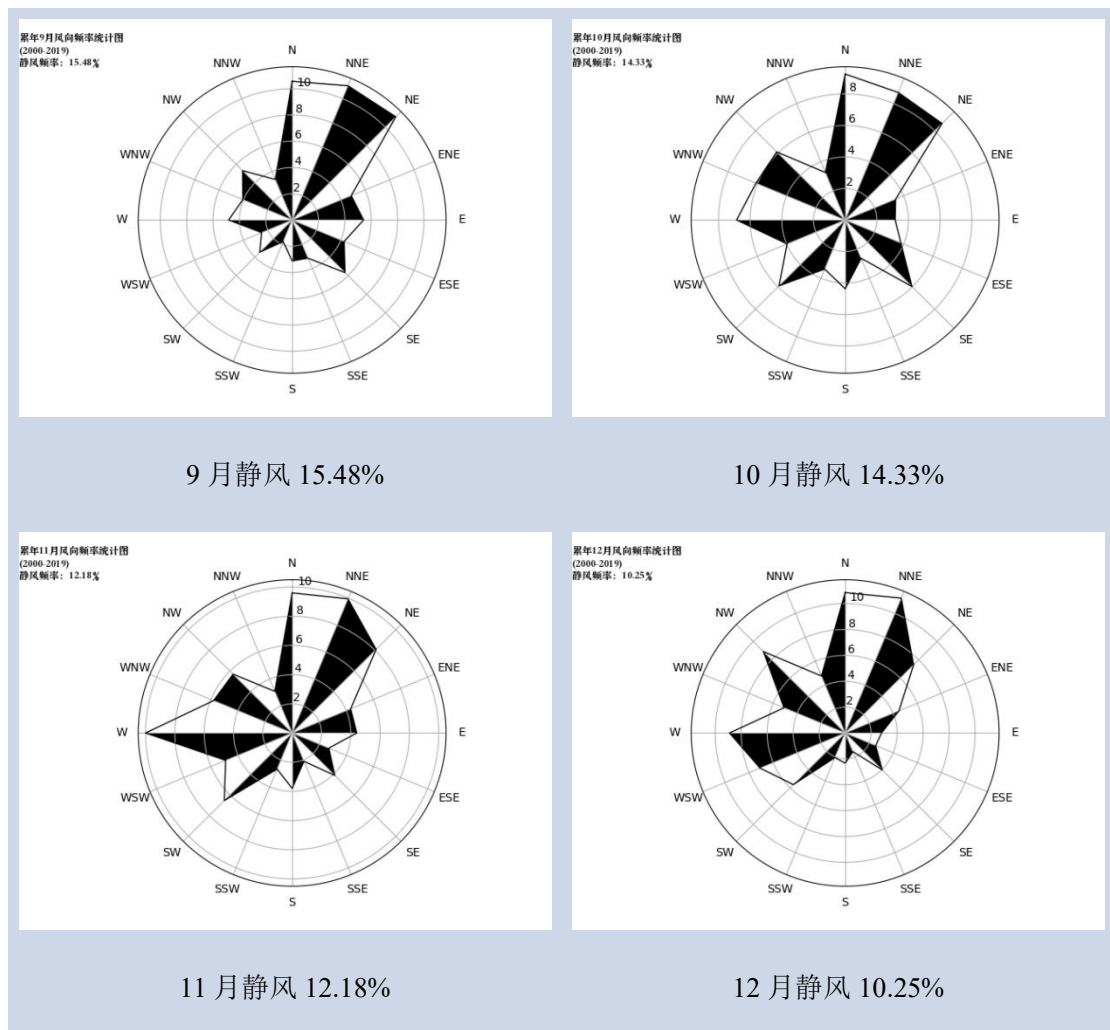 累年9月风向频率统计图
(2000-2019)
静风频率: 15.48%
N
NNW
NNE
NW
NE
WNW
ENE
W
E
WSW
ESE
SW
SE
SSW
SSE
S
10
8
6
4
2
9 月静风 15.48%
累年10月风向频率统计图
(2000-2019)
静风频率: 14.33%
N
NNW
NNE
NW
NE
WNW
ENE
W
E
WSW
ESE
SW
SE
SSW
SSE
S
8
6
4
2
10 月静风 14.33%
累年11月风向频率统计图
(2000-2019)
静风频率: 12.18%
N
NNW
NNE
NW
NE
WNW
ENE
W
E
WSW
ESE
SW
SE
SSW
SSE
S
10
8
6
4
2
11 月静风 12.18%
累年12月风向频率统计图
(2000-2019)
静风频率: 10.25%
N
NNW
NNE
NW
NE
WNW
ENE
W
E
WSW
ESE
SW
SE
SSW
SSE
S
10
8
6
4
2
12 月静风 10.25%